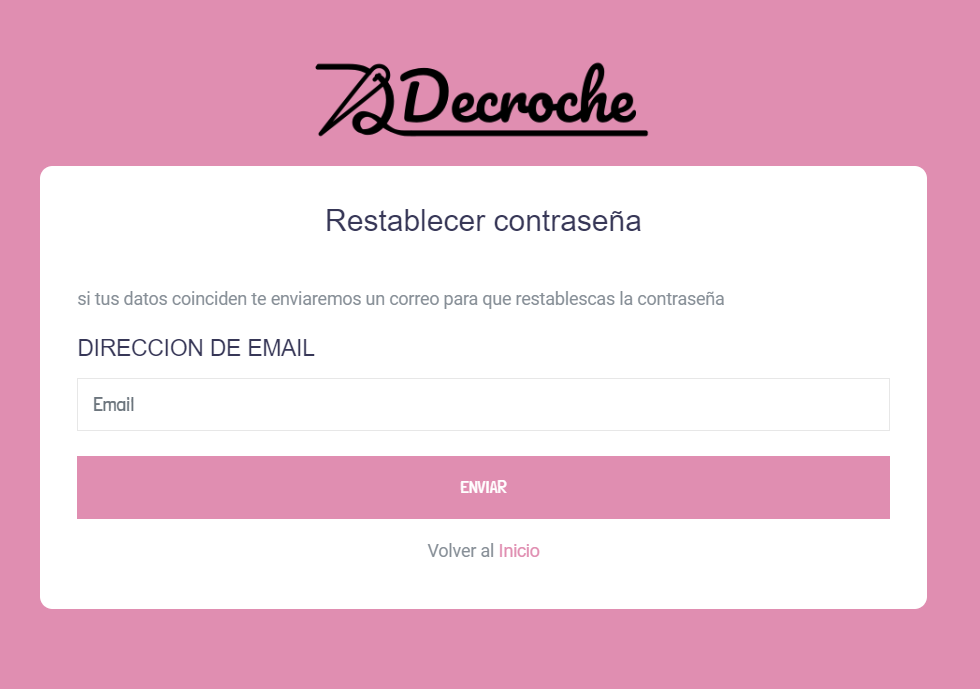 Decroche
Restablecer contraseña
si tus datos coinciden te enviaremos un correo para que restablescas la contraseña
DIRECCION DE EMAIL
Email
ENVIAR
Volver al Inicio